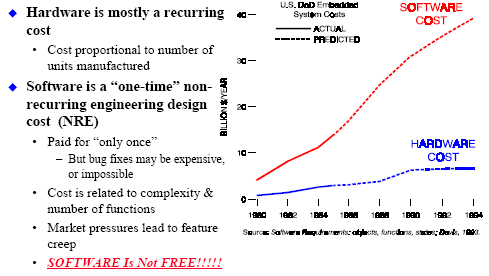 Hardware is mostly a recurring
cost
• Cost proportional to number of
units manufactured
Software is a “one-time” non-
recurring engineering design
cost (NRE)
• Paid for “only once”
– But bug fixes may be expensive,
or impossible
• Cost is related to complexity &
number of functions
• Market pressures lead to feature
creep
• SOFTWARE Is Not FREE!!!!!
U.S. DoD Embedded
System Costs
ACTUAL
PREDICTED
SOFTWARE
COST
HARDWARE
COST
BILLION $/YEAR
40
30
20
10
0
1980 1982 1984 1986 1988 1990 1992 1994
Source: Software Requirements: objects, functions, states; Davis, 1993.